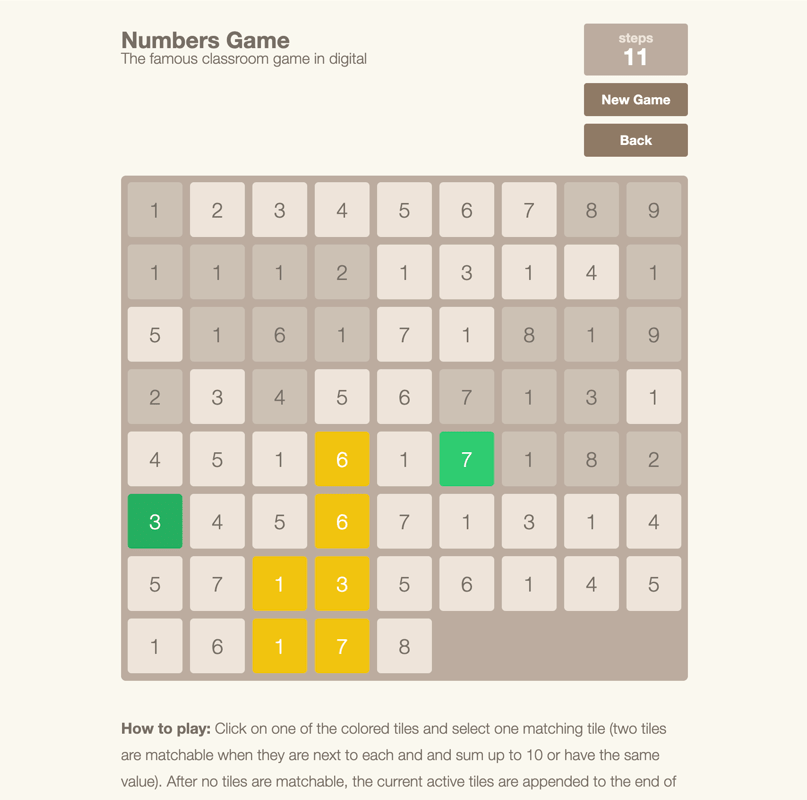 Numbers Game
The famous classroom game in digital
steps
11
New Game
Back
1 2 3 4 5 6 7 8 9
1 1 1 2 1 3 1 4 1
5 1 6 1 7 1 8 1 9
2 3 4 5 6 7 1 3 1
4 5 1 6 1 7 1 8 2
3 4 5 6 7 1 3 1 4
5 7 1 3 5 6 1 4 5
1 6 1 7 8
How to play: Click on one of the colored tiles and select one matching tile (two tiles
are matchable when they are next to each and and sum up to 10 or have the same
value). After no tiles are matchable, the current active tiles are appended to the end of